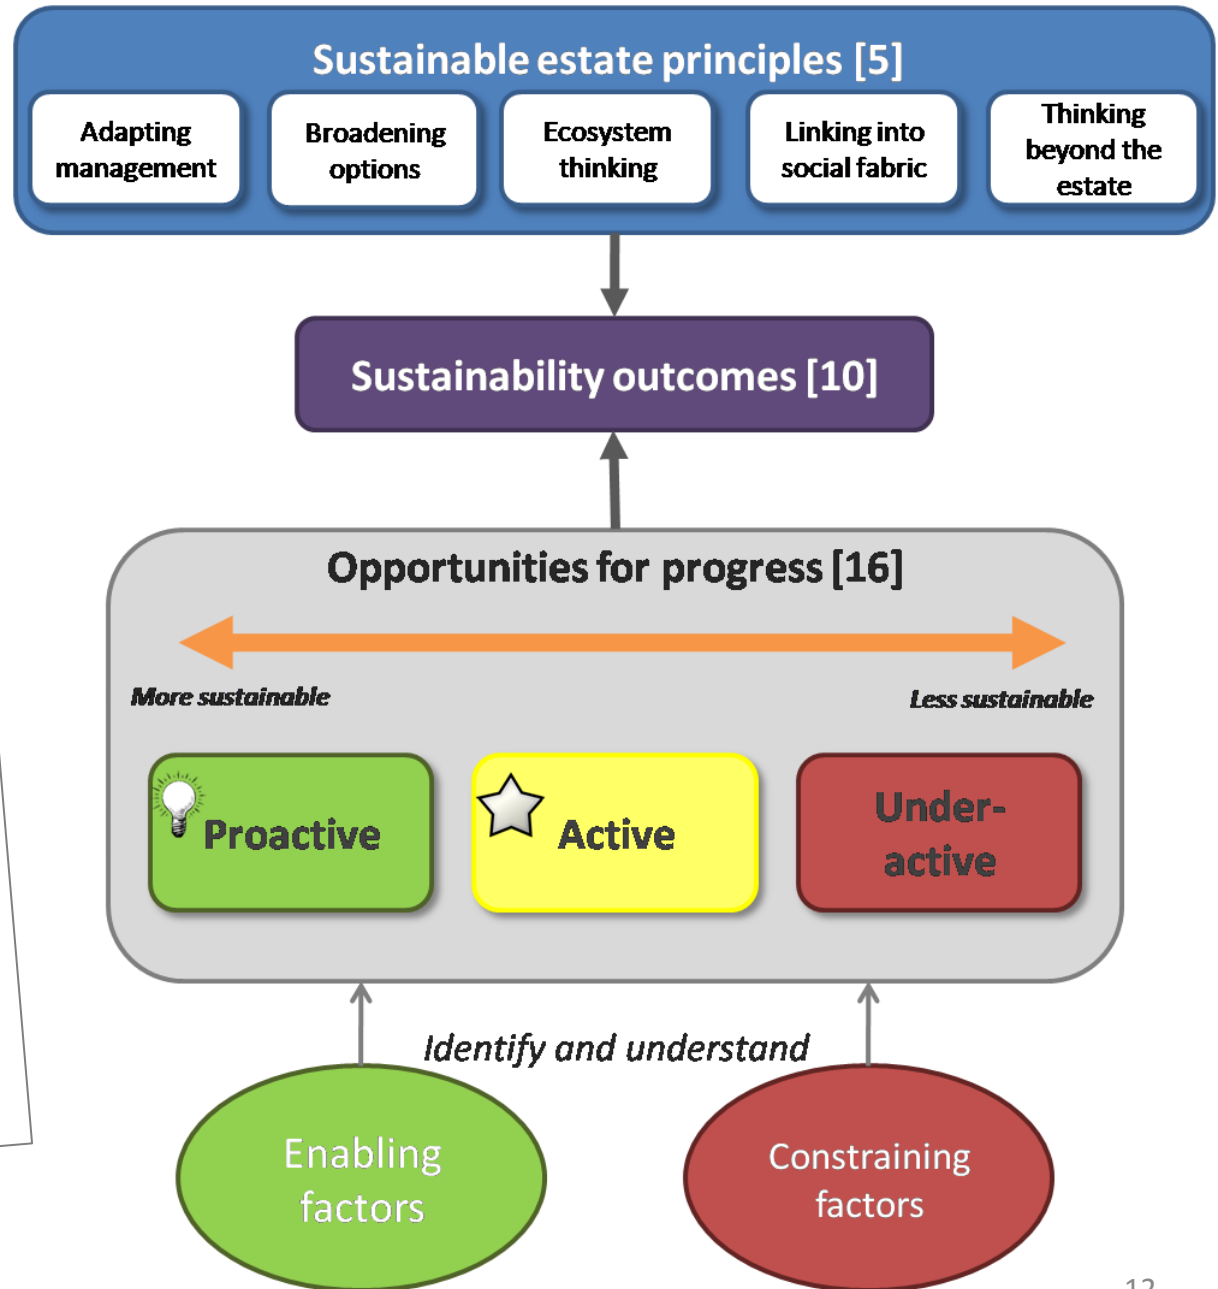 Sustainable estate principles [5]
Adapting
management
Broadening
options
Ecosystem
thinking
Linking into
social fabric
Thinking
beyond the
estate
Sustainability outcomes [10]
Opportunities for progress [16]
More sustainable
Less sustainable
Proactive
Active
Under-
active
Identify and understand
Enabling
factors
Constraining
factors
12